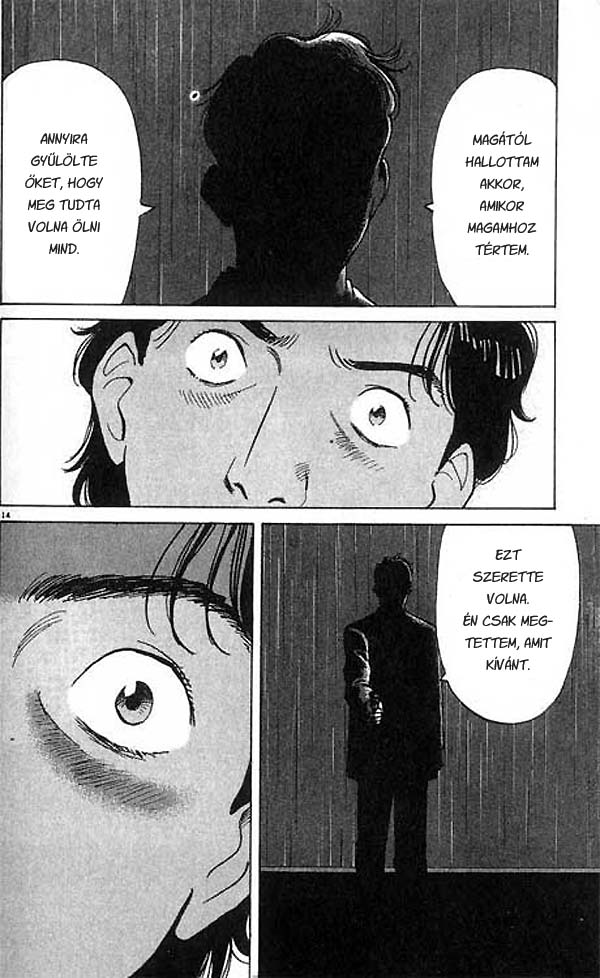 MAGÁTÓL
HALLOTTAM
AKKOR,
AMIKOR
MAGAMHOZ
TÉRTEM.
ANNYIRA
GYŰLÖLTE
ŐKET, HOGY
MEG TUDTA
VOLNA ÖLNI
MIND.
14
EZT
SZERETTE
VOLNA.
ÉN CSAK MEG-
TETTEM, AMIT
KÍVÁNT.